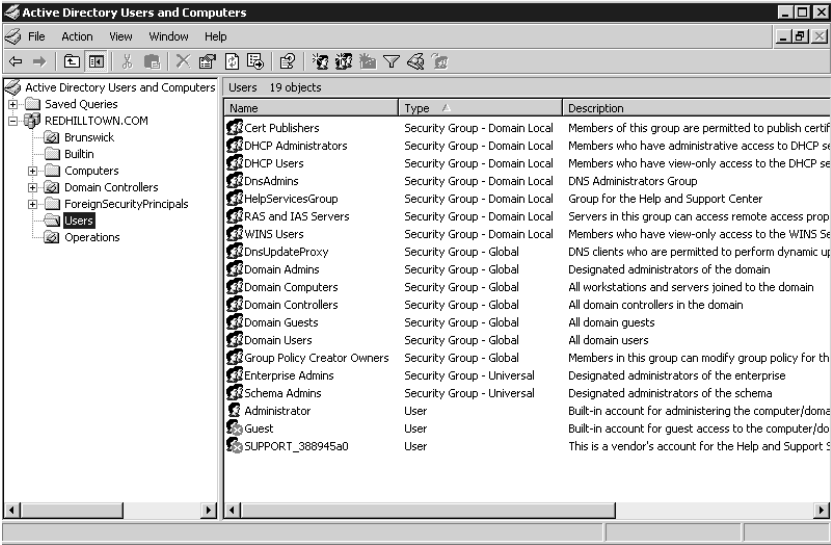 Active Directory Users and Computers
File Action View Window Help
Active Directory Users and Computers
Saved Queries
REDHILLTOWN.COM
Brunswick
Builtin
Computers
Domain Controllers
ForeignSecurityPrincipals
Users
Operations
Users 19 objects
Name Type Description
Cert Publishers Security Group - Domain Local Members of this group are permitted to publish certif
DHCP Administrators Security Group - Domain Local Members who have administrative access to DHCP se
DHCP Users Security Group - Domain Local Members who have view-only access to the DHCP se
DnsAdmins Security Group - Domain Local DNS Administrators Group
HelpServicesGroup Security Group - Domain Local Group for the Help and Support Center
RAS and IAS Servers Security Group - Domain Local Servers in this group can access remote access prop
WINS Users Security Group - Domain Local Members who have view-only access to the WINS Se
DnsUpdateProxy Security Group - Global DNS clients who are permitted to perform dynamic up
Domain Admins Security Group - Global Designated administrators of the domain
Domain Computers Security Group - Global All workstations and servers joined to the domain
Domain Controllers Security Group - Global All domain controllers in the domain
Domain Guests Security Group - Global All domain guests
Domain Users Security Group - Global All domain users
Group Policy Creator Owners Security Group - Global Members in this group can modify group policy for th
Enterprise Admins Security Group - Universal Designated administrators of the enterprise
Schema Admins Security Group - Universal Designated administrators of the schema
Administrator User Built-in account for administering the computer/doma
Guest User Built-in account for guest access to the computer/do
SUPPORT_388945a0 User This is a vendor's account for the Help and Support S